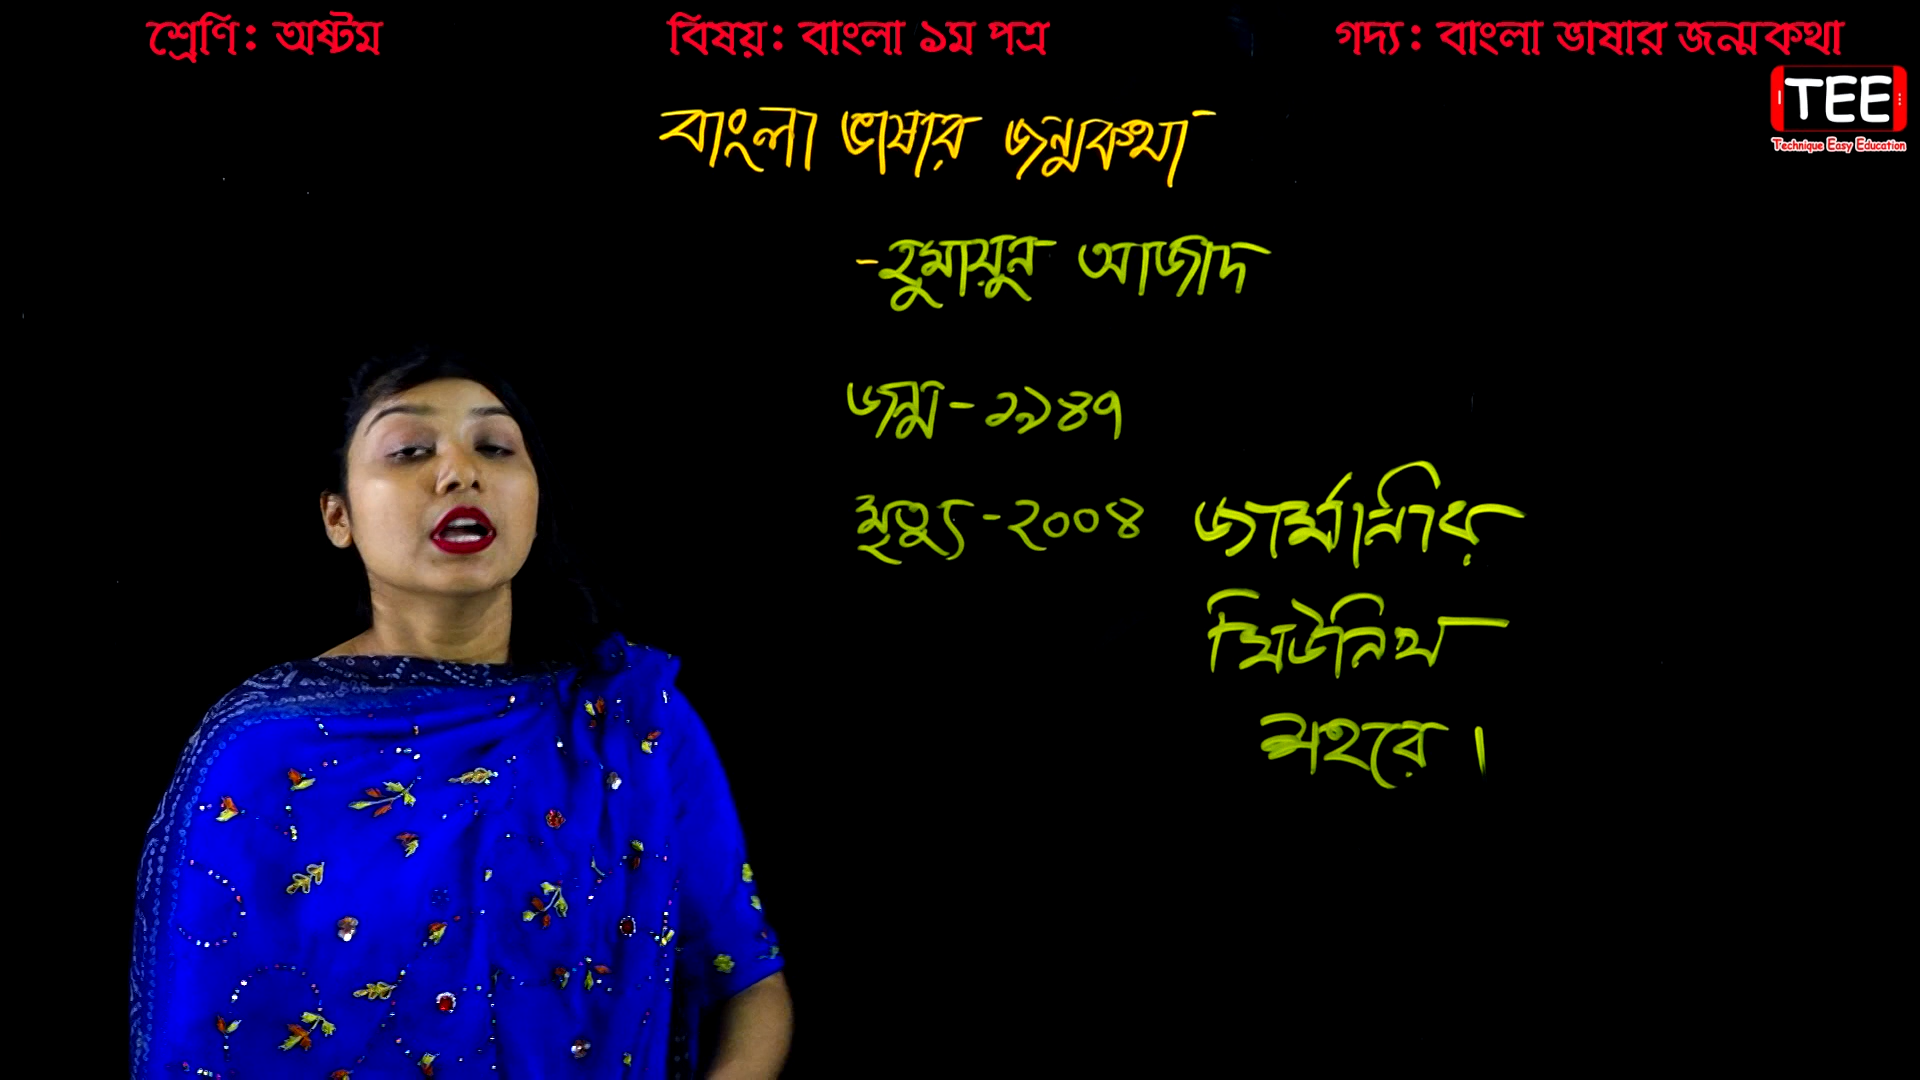 শ্রেণি: অষ্টম
বিষয়: বাংলা ১ম পত্র
গদ্য: বাংলা ভাষার জন্মকথা
TEE
Technique Easy Education
বাংলা ভাষার জন্মকথা
-হুমায়ুন আজাদ
জন্ম-১৯৪৭
মৃত্যু-২০০৪ জার্মানীর
মিউনিখ
শহরে।